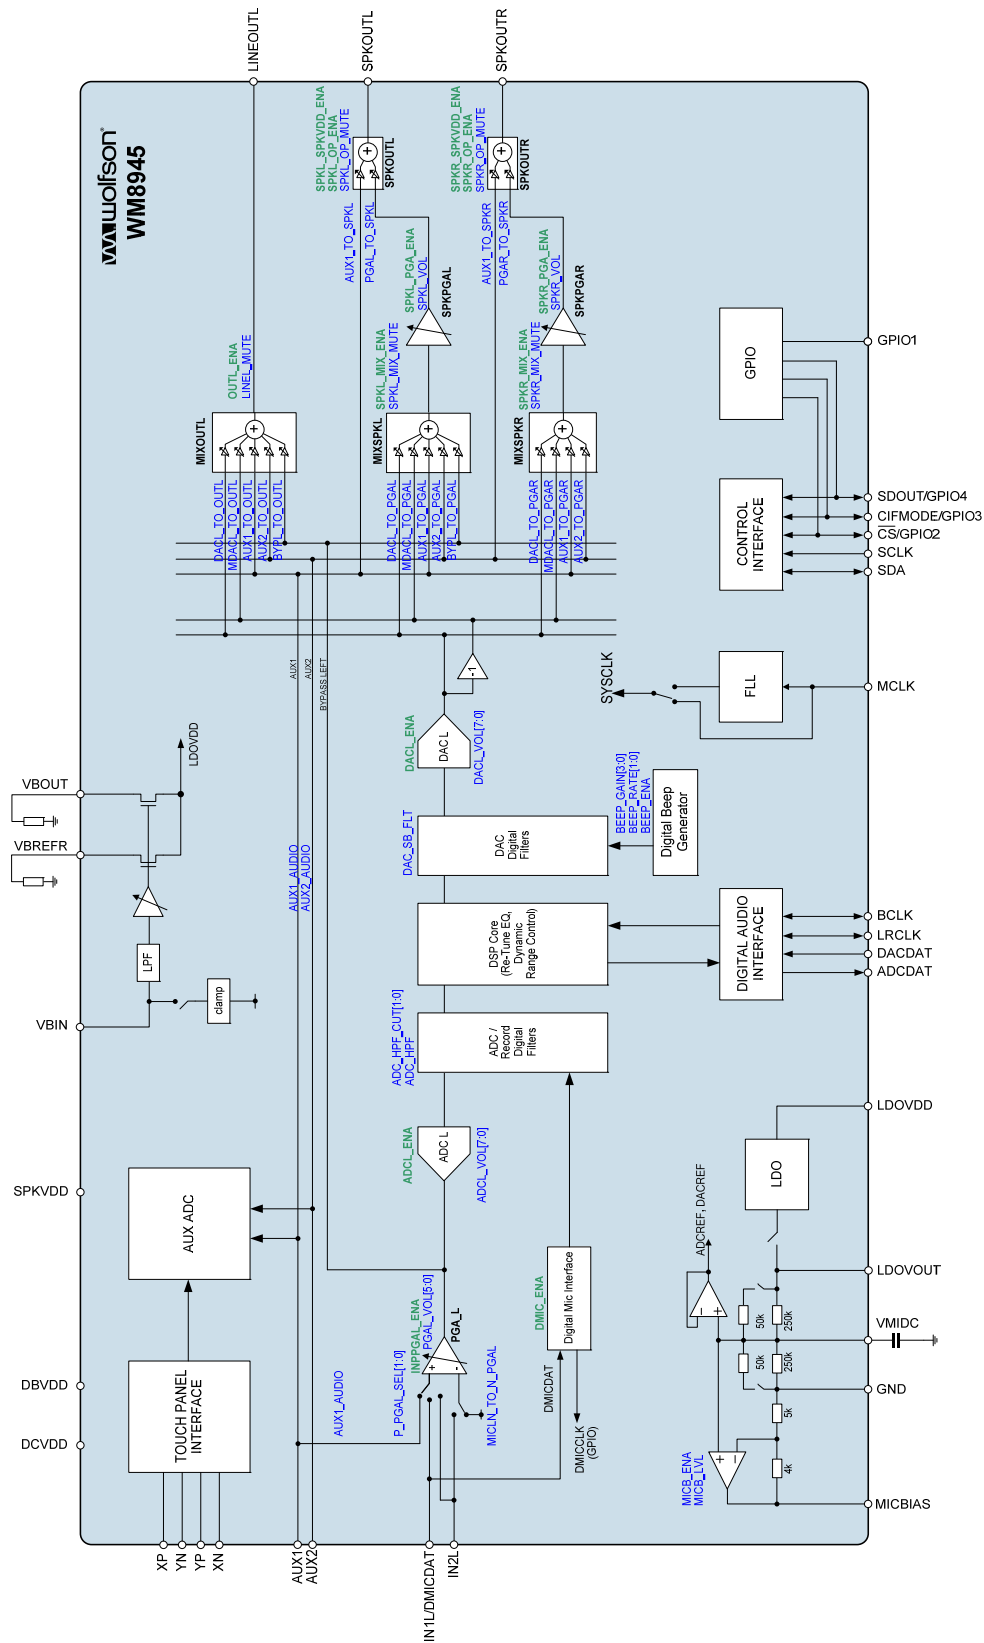 LINEOUTL
SPKOUTL
SPKOUTR
wolfson®
WM8945
SPKL_SPKVDD_ENA
SPKL_OP_ENA
SPKL_OP_MUTE
SPKOUTL
SPKR_SPKVDD_ENA
SPKR_OP_ENA
SPKR_OP_MUTE
SPKOUTR
AUX1_TO_SPKL
PGAL_TO_SPKL
AUX1_TO_SPKR
PGAR_TO_SPKR
SPKL_PGA_ENA
SPKL_VOL
SPKPGAL
SPKR_PGA_ENA
SPKR_VOL
SPKPGAR
OUTL_ENA
LINEL_MUTE
SPKL_MIX_ENA
SPKL_MIX_MUTE
SPKR_MIX_ENA
SPKR_MIX_MUTE
MIXOUTL
MIXSPKL
MIXSPKR
DACL_TO_OUTL
MDACL_TO_OUTL
AUX1_TO_OUTL
AUX2_TO_OUTL
BYPL_TO_OUTL
DACL_TO_PGAL
MDACL_TO_PGAL
AUX1_TO_PGAL
AUX2_TO_PGAL
BYPL_TO_PGAL
DACL_TO_PGAR
MDACL_TO_PGAR
AUX1_TO_PGAR
AUX2_TO_PGAR
GPIO
GPIO1
CONTROL
INTERFACE
SDOUT/GPIO4
CIFMODE/GPIO3
CS/GPIO2
SCLK
SDA
AUX1
AUX2
BYPASS LEFT
-1
SYSCLK
FLL
MCLK
DACL_ENA
DAC L
DACL_VOL[7:0]
VBOUT
VBREFR
LDOVDD
LPF
clamp
VBIN
DAC_SB_FLT
DAC
Digital
Filters
BEEP_GAIN[3:0]
BEEP_RATE[1:0]
BEEP_ENA
Digital Beep
Generator
AUX1_AUDIO
AUX2_AUDIO
DSP Core
(Re-Tune EQ,
Dynamic
Range Control)
DIGITAL AUDIO
INTERFACE
BCLK
LRCLK
DACDAT
ADCDAT
ADC_HPF_CUT[1:0]
ADC_HPF
ADC /
Record
Digital
Filters
ADCL_ENA
ADC L
ADCL_VOL[7:0]
SPKVDD
AUX ADC
DBVDD
DCVDD
TOUCH PANEL
INTERFACE
XP
YN
YP
XN
AUX1
AUX2
AUX1_AUDIO
P_PGAL_SEL[1:0]
INPPGAL_ENA
PGAL_VOL[5:0]
PGA_L
+
-
MICLN_TO_N_PGAL
DMIC_ENA
Digital Mic Interface
DMICDAT
DMICCLK
(GPIO)
IN1L/DMICDAT
IN2L
LDOVDD
LDO
ADCREF, DACREF
LDOVOUT
50k
250k
VMIDC
50k
250k
GND
5k
4k
MICB_ENA
MICB_LVL
MICBIAS